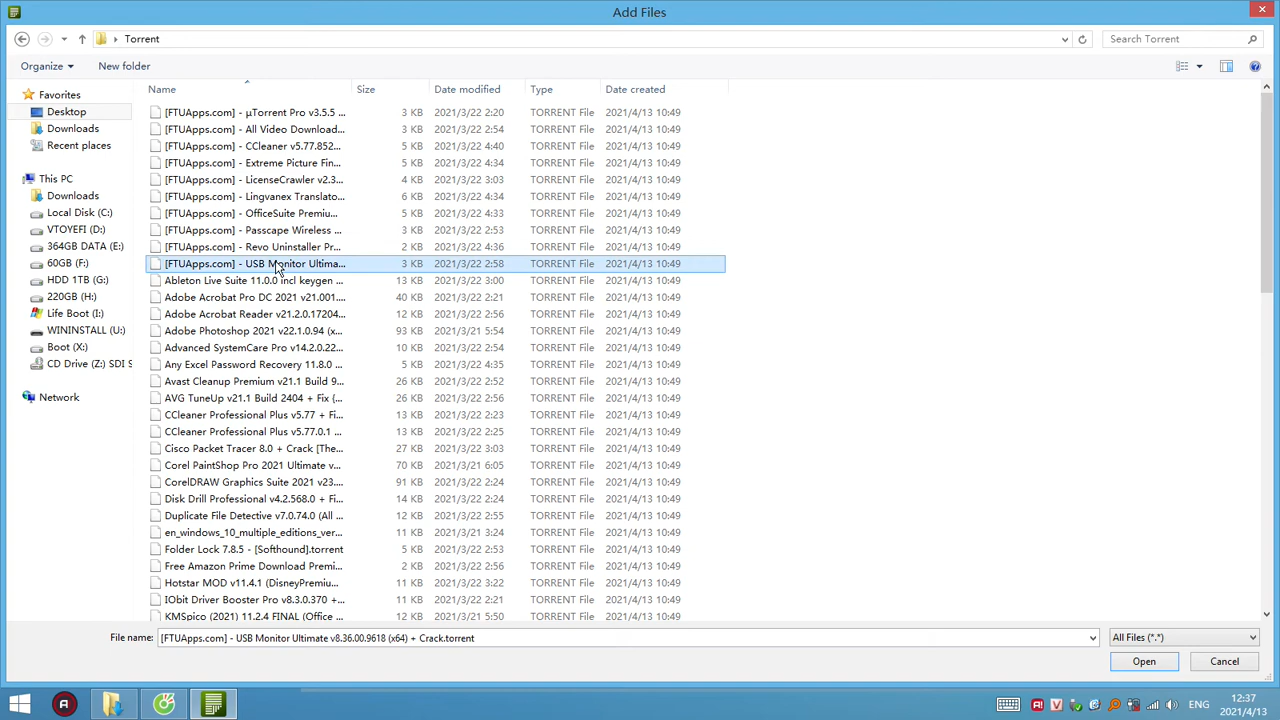 Add Files
Torrent
Search Torrent
Organize
New folder
Name Size Date modified Type Date created
Favorites
Desktop
Downloads
Recent places
This PC
Downloads
Local Disk (C:)
VTOYEFI (D:)
364GB DATA (E:)
60GB (F:)
HDD 1TB (G:)
220GB (H:)
Life Boot (I:)
WININSTALL (U:)
Boot (X:)
CD Drive (Z:) SDI S
Network
[FTUApps.com] - µTorrent Pro v3.5.5 ... 3 KB 2021/3/22 2:20 TORRENT File 2021/4/13 10:49
[FTUApps.com] - All Video Download... 3 KB 2021/3/22 2:54 TORRENT File 2021/4/13 10:49
[FTUApps.com] - CCleaner v5.77.852... 5 KB 2021/3/22 4:40 TORRENT File 2021/4/13 10:49
[FTUApps.com] - Extreme Picture Fin... 5 KB 2021/3/22 4:34 TORRENT File 2021/4/13 10:49
[FTUApps.com] - LicenseCrawler v2.3... 4 KB 2021/3/22 3:03 TORRENT File 2021/4/13 10:49
[FTUApps.com] - Lingvanex Translato... 6 KB 2021/3/22 4:34 TORRENT File 2021/4/13 10:49
[FTUApps.com] - OfficeSuite Premiu... 5 KB 2021/3/22 4:33 TORRENT File 2021/4/13 10:49
[FTUApps.com] - Passcape Wireless ... 3 KB 2021/3/22 2:53 TORRENT File 2021/4/13 10:49
[FTUApps.com] - Revo Uninstaller Pr... 2 KB 2021/3/22 4:36 TORRENT File 2021/4/13 10:49
[FTUApps.com] - USB Monitor Ultima... 3 KB 2021/3/22 2:58 TORRENT File 2021/4/13 10:49
Ableton Live Suite 11.0.0 incl keygen ... 13 KB 2021/3/22 3:00 TORRENT File 2021/4/13 10:49
Adobe Acrobat Pro DC 2021 v21.001.... 40 KB 2021/3/22 2:21 TORRENT File 2021/4/13 10:49
Adobe Acrobat Reader v21.2.0.17204... 12 KB 2021/3/22 2:56 TORRENT File 2021/4/13 10:49
Adobe Photoshop 2021 v22.1.0.94 (x... 93 KB 2021/3/21 5:54 TORRENT File 2021/4/13 10:49
Advanced SystemCare Pro v14.2.0.22... 12 KB 2021/3/22 2:54 TORRENT File 2021/4/13 10:49
Any Excel Password Recovery 11.8.0 ... 5 KB 2021/3/22 4:35 TORRENT File 2021/4/13 10:49
Avast Cleanup Premium v21.1 Build 9... 26 KB 2021/3/22 2:52 TORRENT File 2021/4/13 10:49
AVG TuneUp v21.1 Build 2404 + Fix {... 26 KB 2021/3/22 2:56 TORRENT File 2021/4/13 10:49
CCleaner Professional Plus v5.77 + Fi... 13 KB 2021/3/22 2:23 TORRENT File 2021/4/13 10:49
CCleaner Professional Plus v5.77.0.1 ... 13 KB 2021/3/22 2:25 TORRENT File 2021/4/13 10:49
Cisco Packet Tracer 8.0 + Crack [The... 27 KB 2021/3/22 3:03 TORRENT File 2021/4/13 10:49
Corel PaintShop Pro 2021 Ultimate v... 70 KB 2021/3/21 6:05 TORRENT File 2021/4/13 10:49
CorelDRAW Graphics Suite 2021 v23.... 91 KB 2021/3/22 2:24 TORRENT File 2021/4/13 10:49
Disk Drill Professional v4.2.568.0 + Fi... 14 KB 2021/3/22 2:54 TORRENT File 2021/4/13 10:49
Duplicate File Detective v7.0.74.0 (All ... 12 KB 2021/3/22 2:55 TORRENT File 2021/4/13 10:49
en_windows_10_multiple_editions_ver... 11 KB 2021/3/21 3:24 TORRENT File 2021/4/13 10:49
Folder Lock 7.8.5 - [Softhound].torrent 5 KB 2021/3/22 2:53 TORRENT File 2021/4/13 10:49
Free Amazon Prime Download Premi... 2 KB 2021/3/22 2:56 TORRENT File 2021/4/13 10:49
Hotstar MOD v11.4.1 (DisneyPremiu... 11 KB 2021/3/22 3:22 TORRENT File 2021/4/13 10:49
IObit Driver Booster Pro v8.3.0.370 +... 11 KB 2021/3/22 2:21 TORRENT File 2021/4/13 10:49
KMSpico (2021) 11.2.4 FINAL (Office ... 12 KB 2021/3/21 5:50 TORRENT File 2021/4/13 10:49
File name: [FTUApps.com] - USB Monitor Ultimate v8.36.00.9618 (x64) + Crack.torrent
All Files (*.*)
Open Cancel
ENG
12:37
2021/4/13